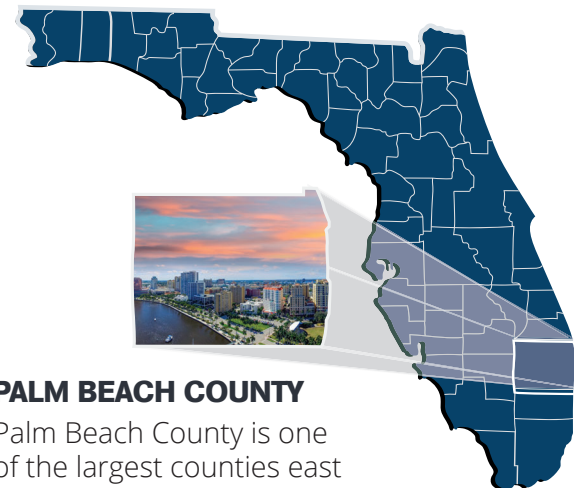 PALM BEACH COUNTY
Palm Beach County is one
of the largest counties east